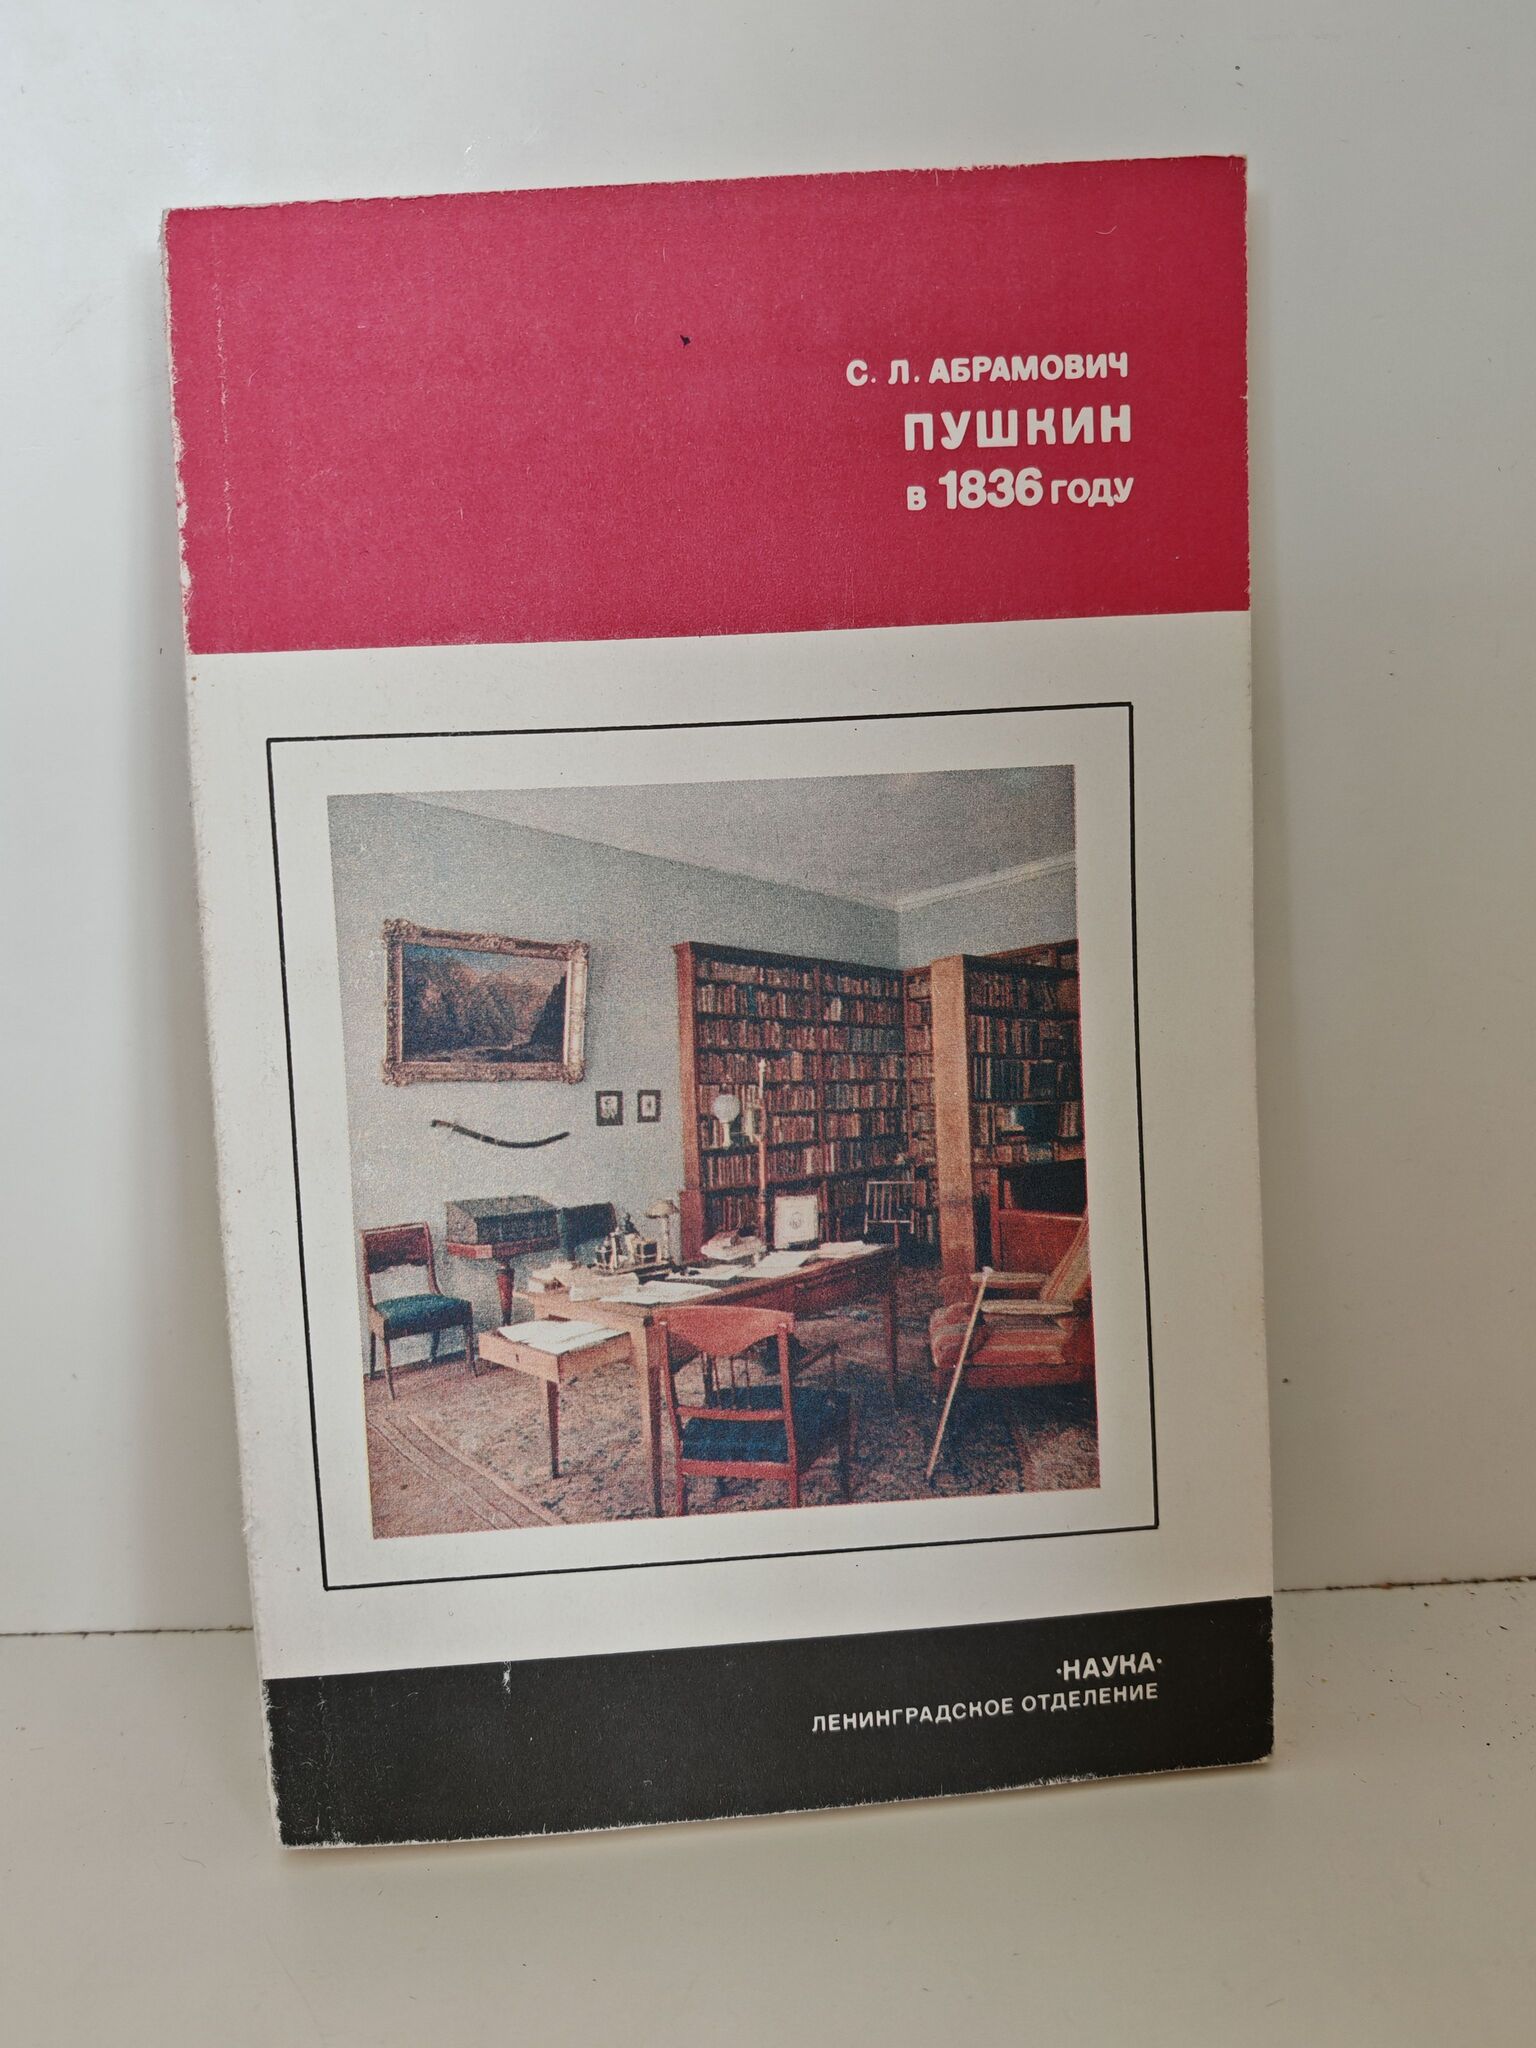 С. Л. АБРАМОВИЧ
ПУШКИН
в 1836 году
·НАУКА·
ЛЕНИНГРАДСКОЕ ОТДЕЛЕНИЕ